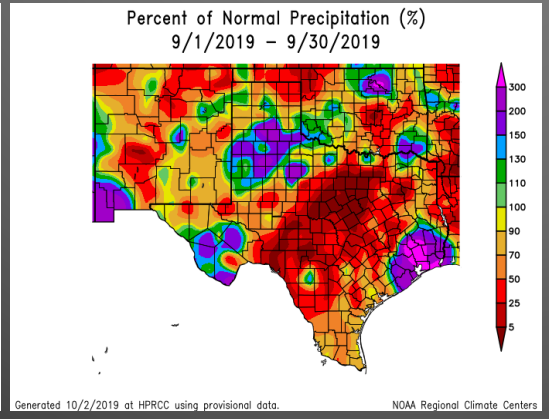 Percent of Normal Precipitation (%)
9/1/2019 – 9/30/2019
300
200
150
130
110
100
90
70
50
25
5
Generated 10/2/2019 at HPRCC using provisional data.
NOAA Regional Climate Centers